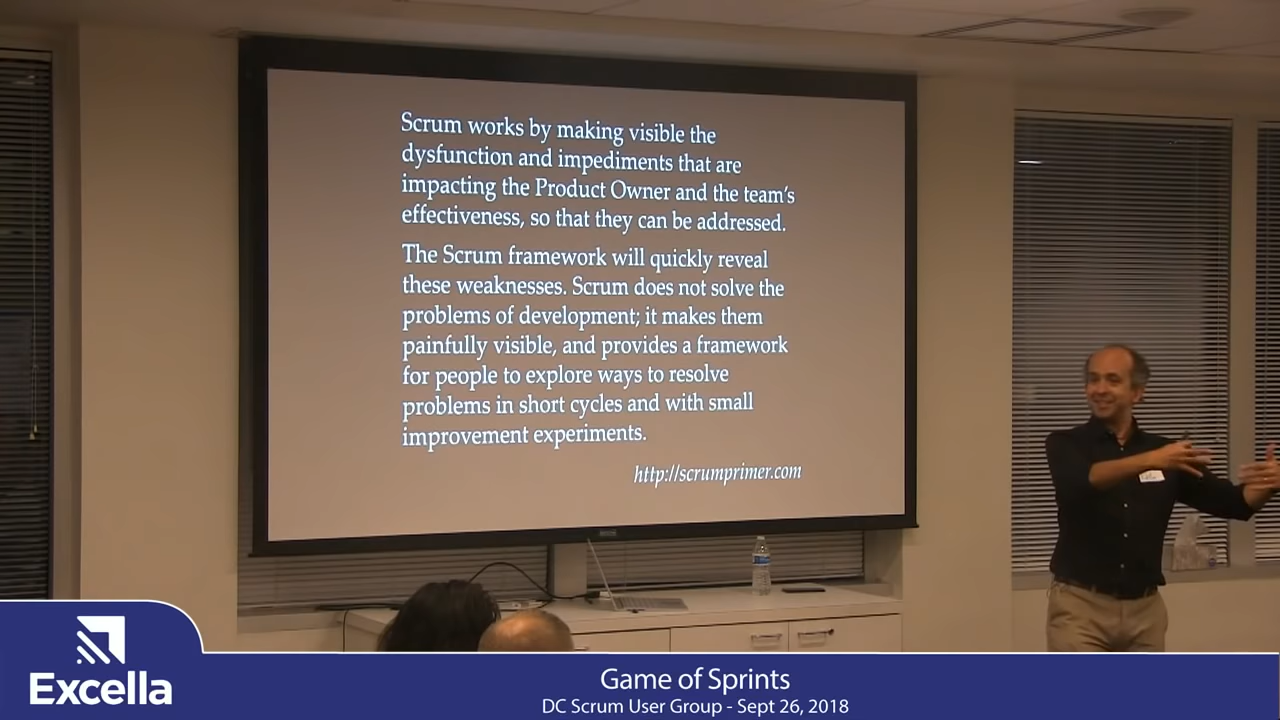 Scrum works by making visible the
dysfunction and impediments that are
impacting the Product Owner and the team's
effectiveness, so that they can be addressed.
The Scrum framework will quickly reveal
these weaknesses. Scrum does not solve the
problems of development; it makes them
painfully visible, and provides a framework
for people to explore ways to resolve
problems in short cycles and with small
improvement experiments.
http://scrumprimer.com
Excella
Game of Sprints
DC Scrum User Group - Sept 26, 2018